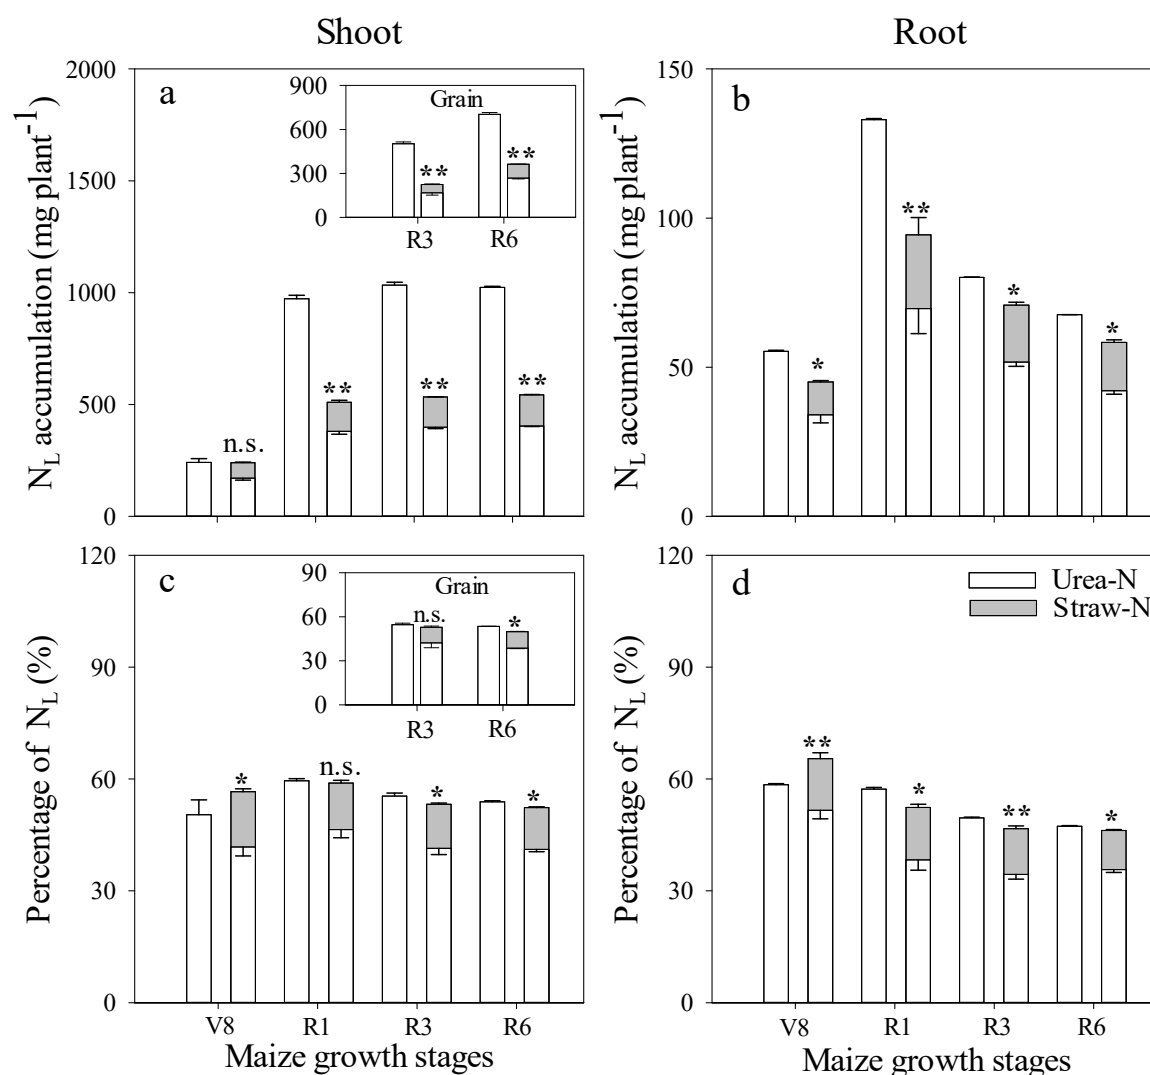 Shoot
Root
2000
1500
1000
500
0
N_L accumulation (mg plant^-1)
a
900
600
300
0
Grain
**
**
R3
R6
n.s.
**
**
**
150
100
50
0
N_L accumulation (mg plant^-1)
b
*
**
*
*
120
90
60
30
0
Percentage of N_L (%)
c
90
60
30
0
Grain
n.s.
*
R3
R6
*
n.s.
*
*
V8
R1
R3
R6
Maize growth stages
120
90
60
30
0
Percentage of N_L (%)
d
Urea-N
Straw-N
**
*
**
*
V8
R1
R3
R6
Maize growth stages